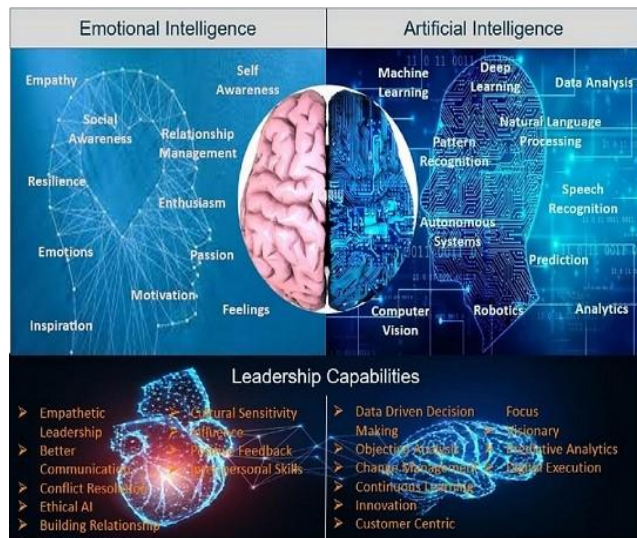 Emotional Intelligence
Artificial Intelligence
Empathy
Self
Awareness
Social
Awareness
Relationship
Management
Resilience
Enthusiasm
Emotions
Passion
Motivation
Inspiration
Feelings
Machine
Learning
Deep
Learning
Data Analysis
Natural Language
Processing
Pattern
Recognition
Speech
Recognition
Autonomous
Systems
Prediction
Computer
Vision
Robotics
Analytics
Leadership Capabilities
➢ Empathetic
Leadership
➢ Better
Communication
➢ Conflict Resolution
➢ Ethical AI
➢ Building Relationship
➢ Cultural Sensitivity
➢ Influence
➢ Positive Feedback
➢ Interpersonal Skills
➢ Data Driven Decision
Making
➢ Objective Analysis
➢ Change Management
➢ Continuous Learning
➢ Innovation
➢ Customer Centric
Focus
➢ Visionary
➢ Predictive Analytics
➢ Digital Execution